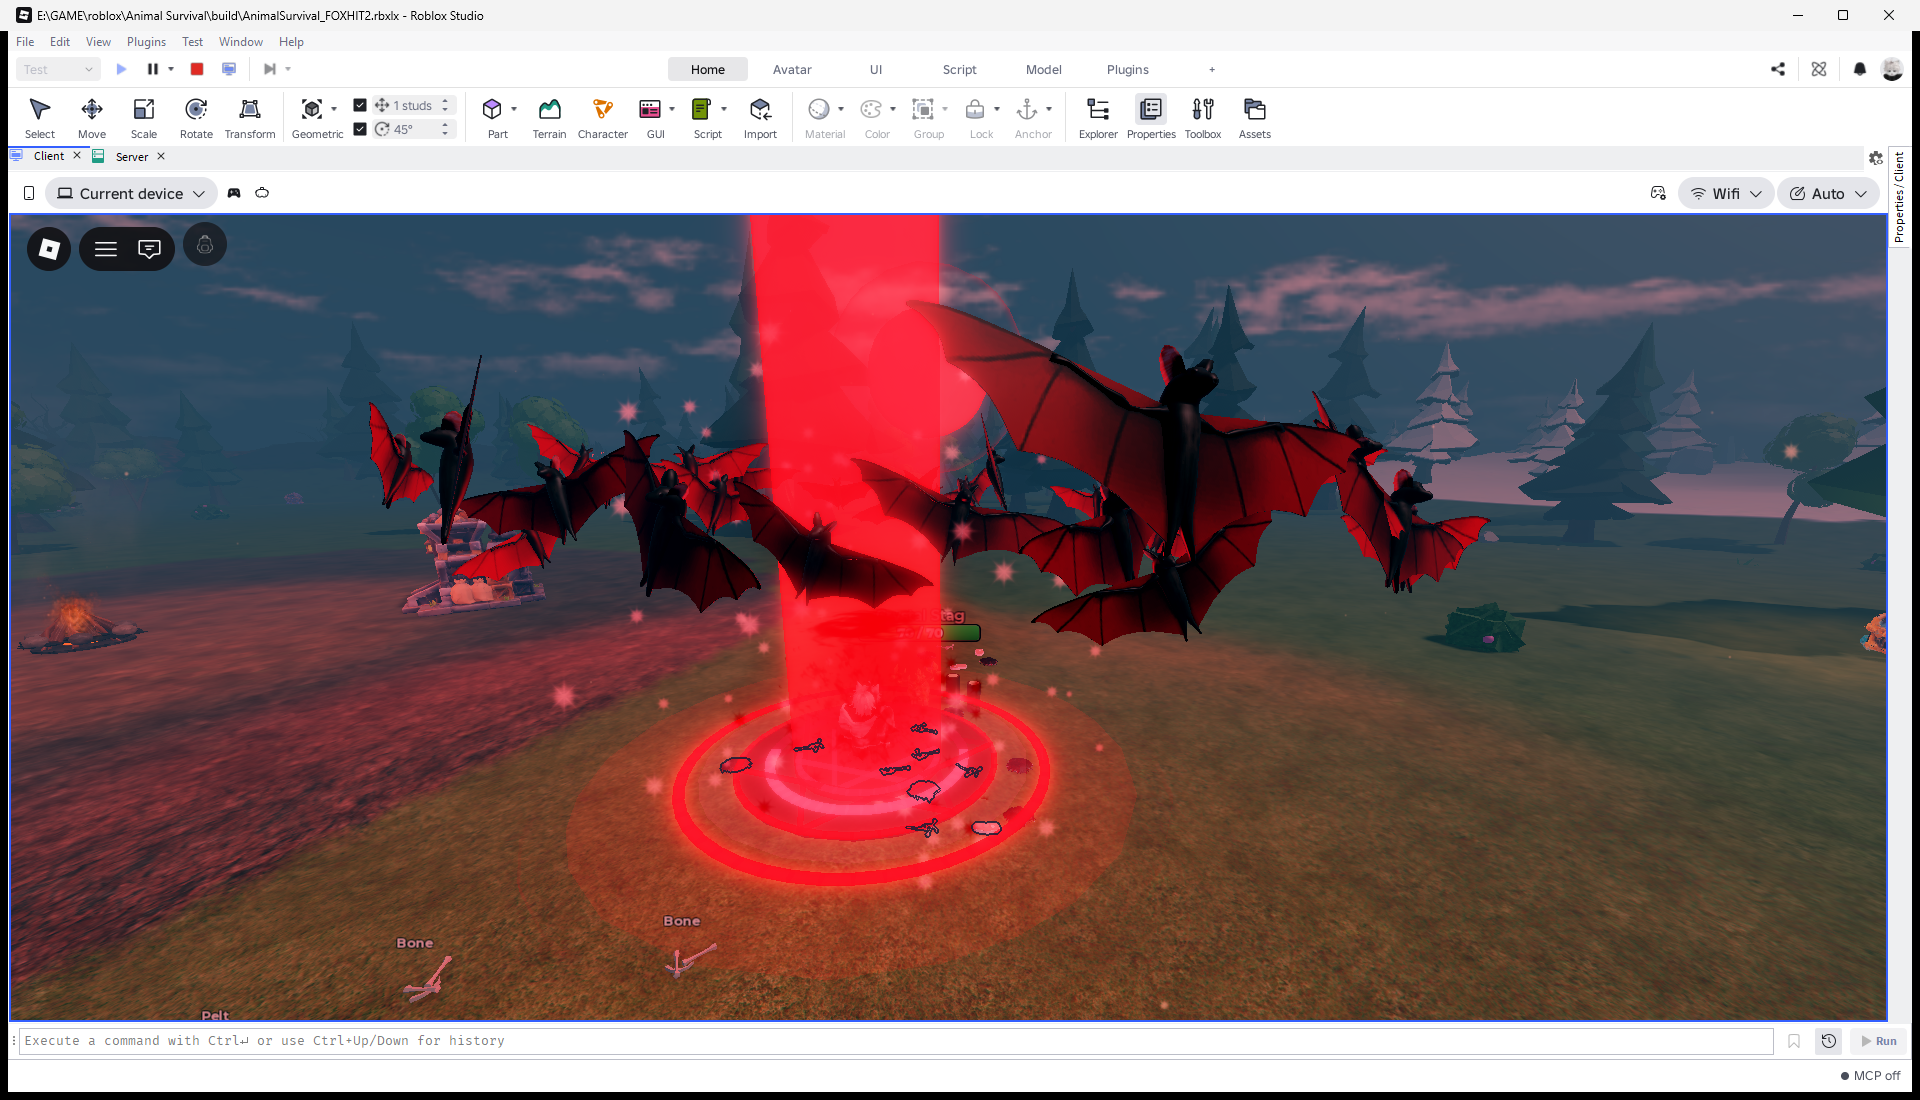 E:\GAME\roblox\Animal Survival\build\AnimalSurvival_FOXHIT2.rbxlx - Roblox Studio
File Edit View Plugins Test Window Help
Test
Home Avatar UI Script Model Plugins +
1 studs
45°
Select Move Scale Rotate Transform Geometric Part Terrain Character GUI Script Import Material Color Group Lock Anchor Explorer Properties Toolbox Assets
Client Server
Properties / Client
Current device
Wifi
Auto
Stag
Bone
Bone
Pelt
Execute a command with Ctrl↵ or use Ctrl+Up/Down for history
Run
MCP off